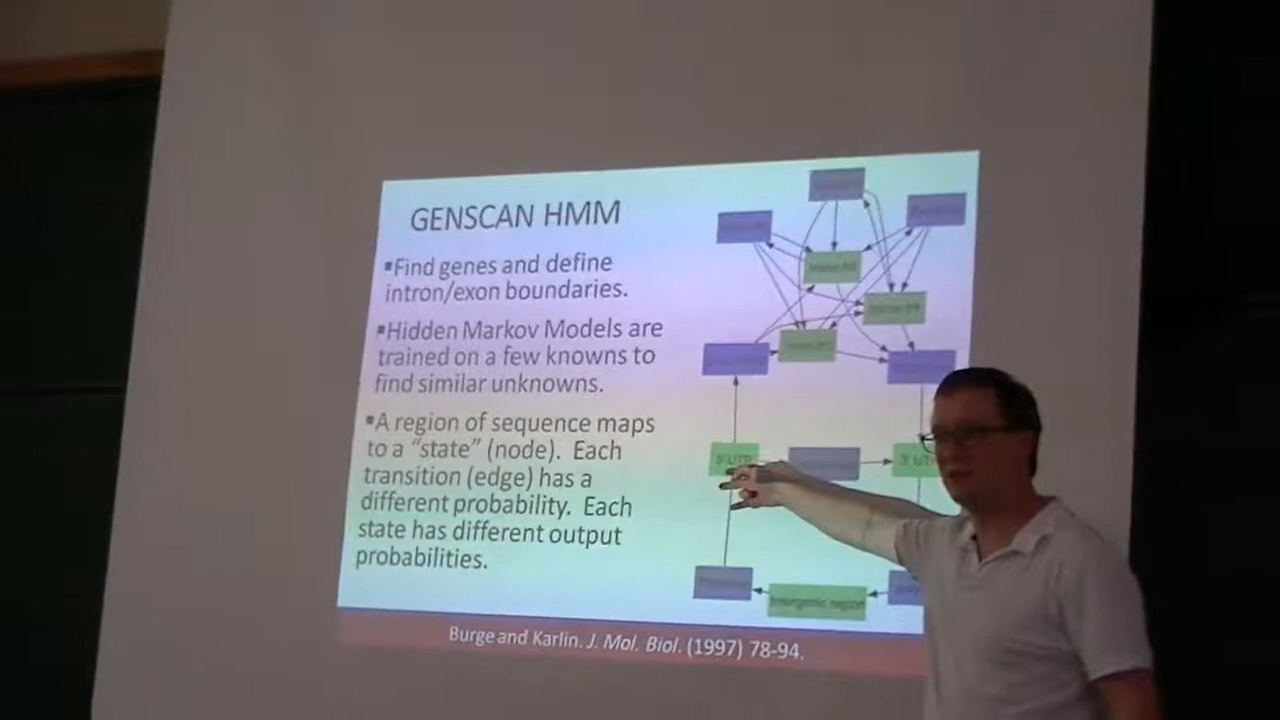 GENSCAN HMM
▪Find genes and define
intron/exon boundaries.
▪Hidden Markov Models are
trained on a few knowns to
find similar unknowns.
▪A region of sequence maps
to a “state” (node). Each
transition (edge) has a
different probability. Each
state has different output
probabilities.
5' UTR
3' UTR
intergenic region
Burge and Karlin. J. Mol. Biol. (1997) 78-94.